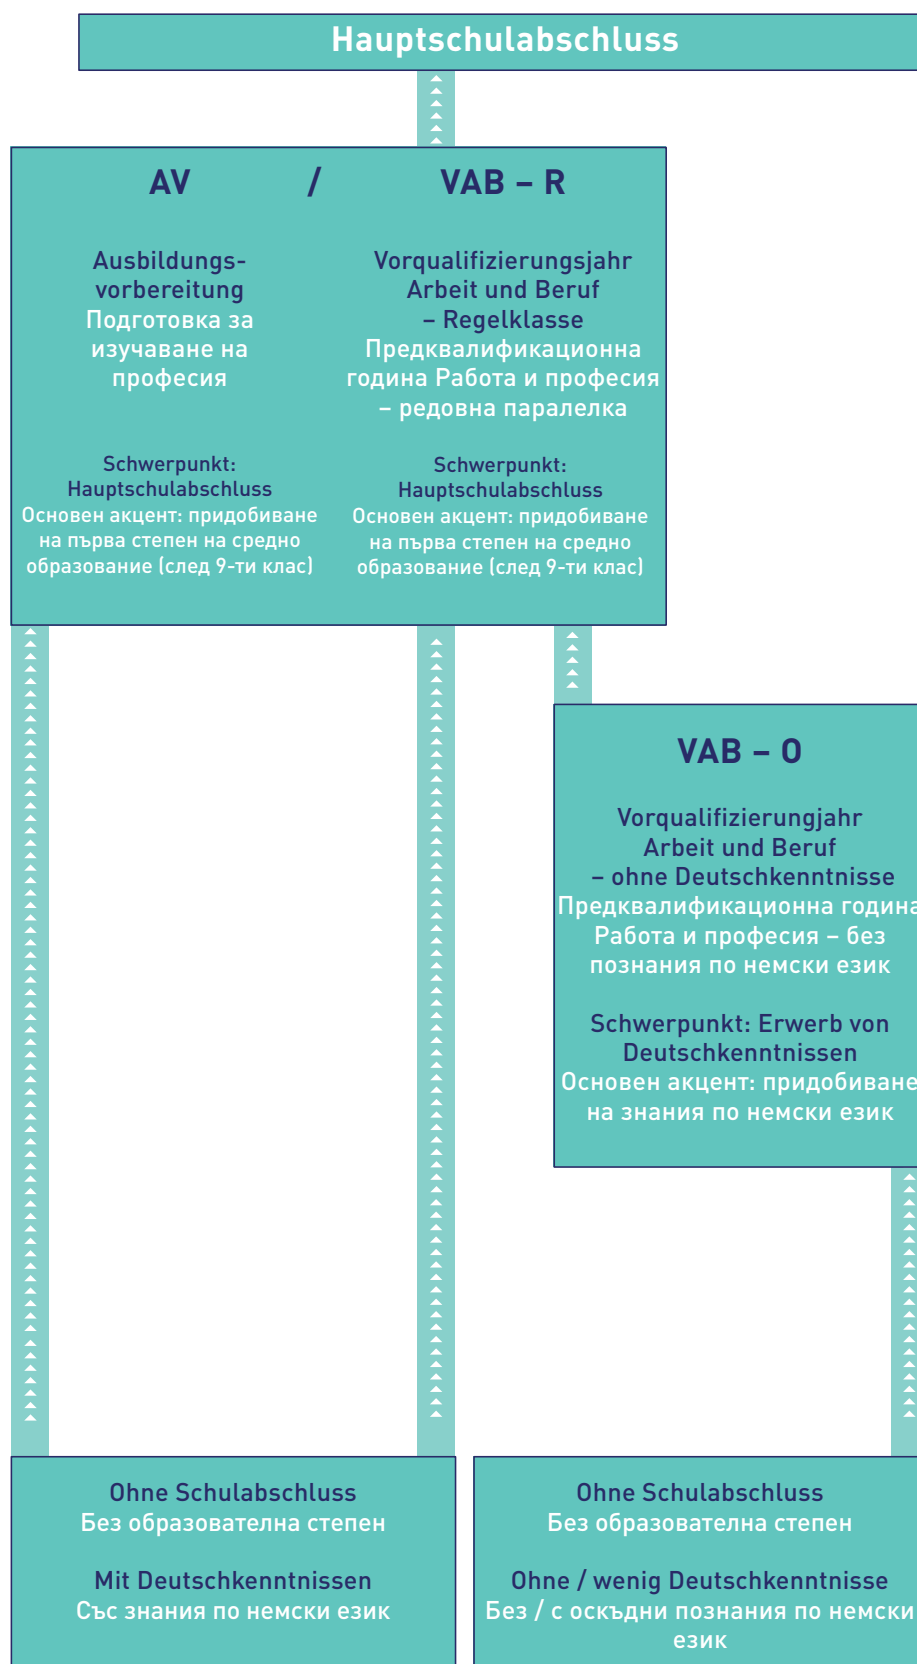 Hauptschulabschluss
AV / VAB – R
Ausbildungs-
vorbereitung
Подготовка за
изучаване на
професия
Vorqualifizierungsjahr
Arbeit und Beruf
– Regelklasse
Предквалификационна
година Работа и професия
– редовна паралелка
Schwerpunkt:
Hauptschulabschluss
Основен акцент: придобиване
на първа степен на средно
образование (след 9-ти клас)
Schwerpunkt:
Hauptschulabschluss
Основен акцент: придобиване
на първа степен на средно
образование (след 9-ти клас)
VAB – O
Vorqualifizierungjahr
Arbeit und Beruf
– ohne Deutschkenntnisse
Предквалификационна година
Работа и професия – без
познания по немски език
Schwerpunkt: Erwerb von
Deutschkenntnissen
Основен акцент: придобиване
на знания по немски език
Ohne Schulabschluss
Без образователна степен
Mit Deutschkenntnissen
Със знания по немски език
Ohne Schulabschluss
Без образователна степен
Ohne / wenig Deutschkenntnisse
Без / с оскъдни познания по немски
език